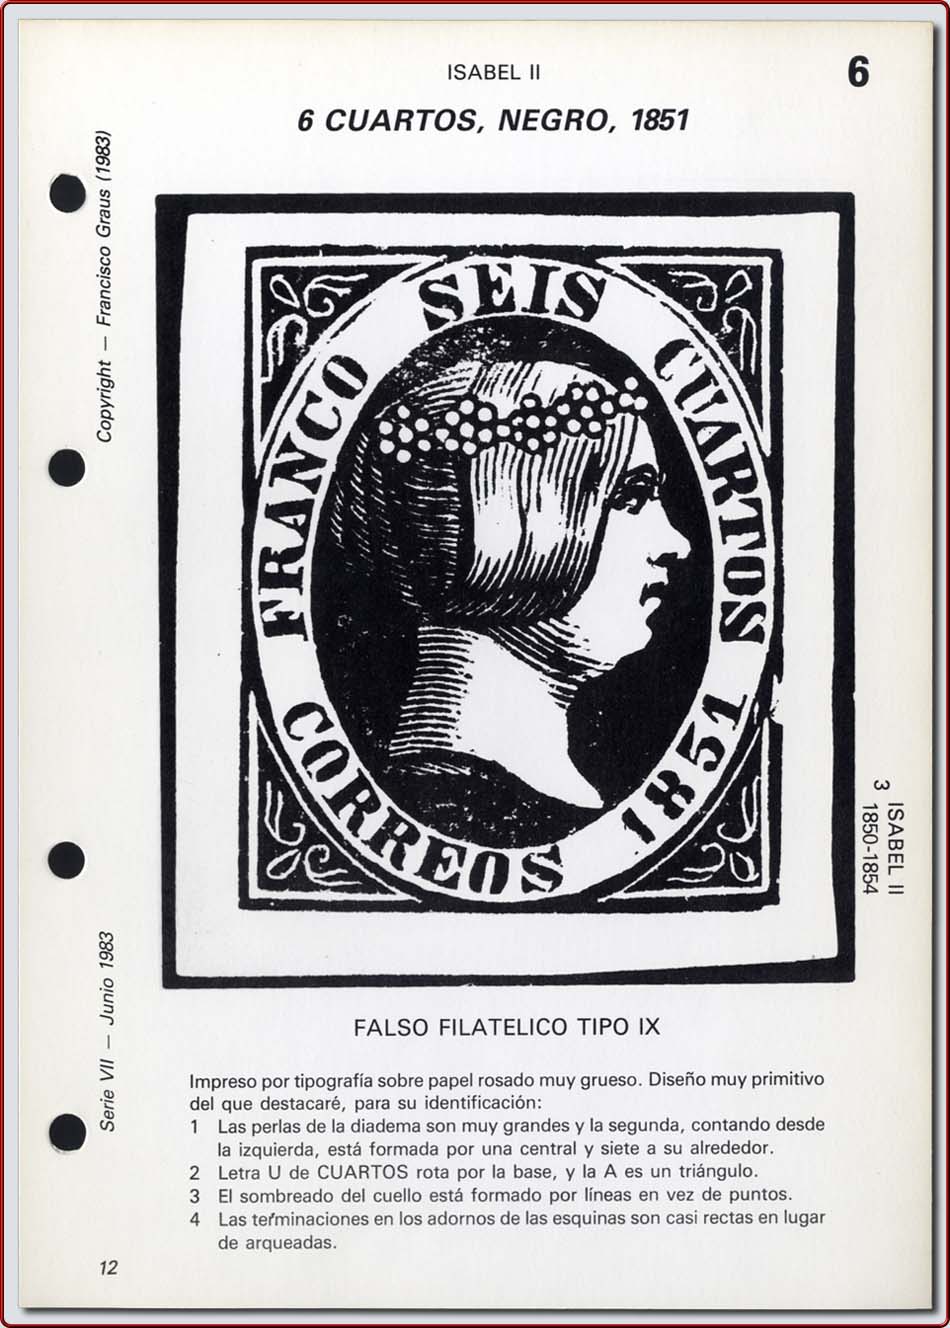 ISABEL II
6
6 CUARTOS, NEGRO, 1851
Copyright — Francisco Graus (1983)
FRANCO SEIS CUARTOS
CORREOS 1851
3 ISABEL II
1850-1854
Serie VII — Junio 1983
FALSO FILATELICO TIPO IX
Impreso por tipografía sobre papel rosado muy grueso. Diseño muy primitivo
del que destacaré, para su identificación:
1 Las perlas de la diadema son muy grandes y la segunda, contando desde
la izquierda, está formada por una central y siete a su alrededor.
2 Letra U de CUARTOS rota por la base, y la A es un triángulo.
3 El sombreado del cuello está formado por líneas en vez de puntos.
4 Las terminaciones en los adornos de las esquinas son casi rectas en lugar
de arqueadas.
12